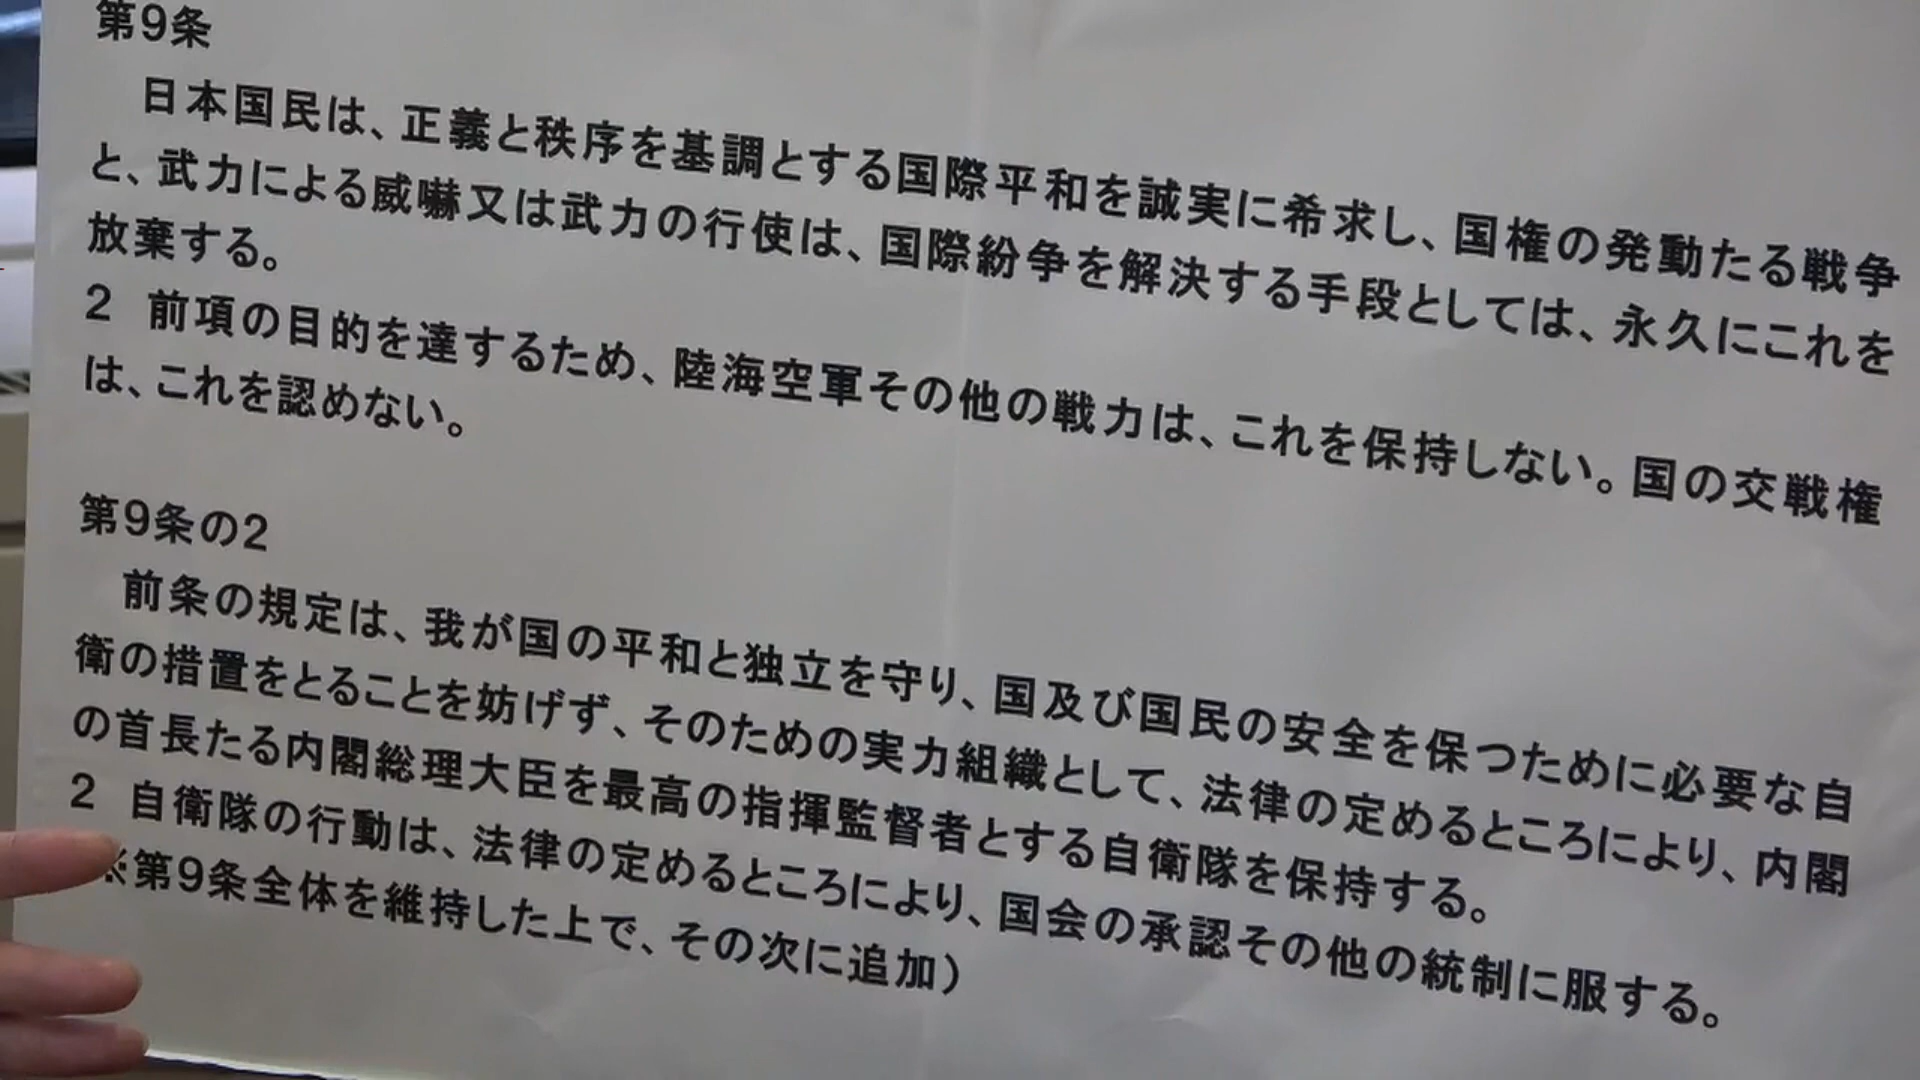 第9条
日本国民は、正義と秩序を基調とする国際平和を誠実に希求し、国権の発動たる戦争
と、武力による威嚇又は武力の行使は、国際紛争を解決する手段としては、永久にこれを
放棄する。
2 前項の目的を達するため、陸海空軍その他の戦力は、これを保持しない。国の交戦権
は、これを認めない。
第9条の2
前条の規定は、我が国の平和と独立を守り、国及び国民の安全を保つために必要な自
衛の措置をとることを妨げず、そのための実力組織として、法律の定めるところにより、内閣
の首長たる内閣総理大臣を最高の指揮監督者とする自衛隊を保持する。
2 自衛隊の行動は、法律の定めるところにより、国会の承認その他の統制に服する。
※第9条全体を維持した上で、その次に追加)